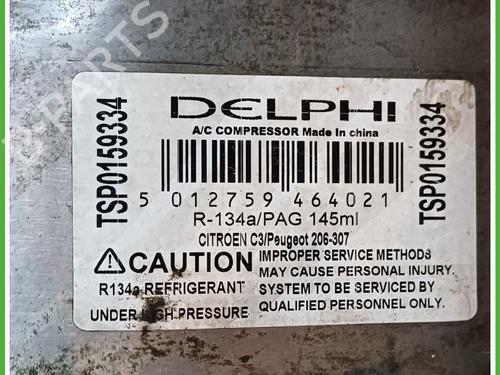 B-PARTS
TSP0159334
DELPHI
A/C COMPRESSOR Made In china
5 012759 464021
R-134a/PAG 145ml
CITROEN C3/Peugeot 206-307
TSP0159334
CAUTION
R134a REFRIGERANT
UNDER HIGH PRESSURE
IMPROPER SERVICE METHODS
MAY CAUSE PERSONAL INJURY.
SYSTEM TO BE SERVICED BY
QUALIFIED PERSONNEL ONLY.